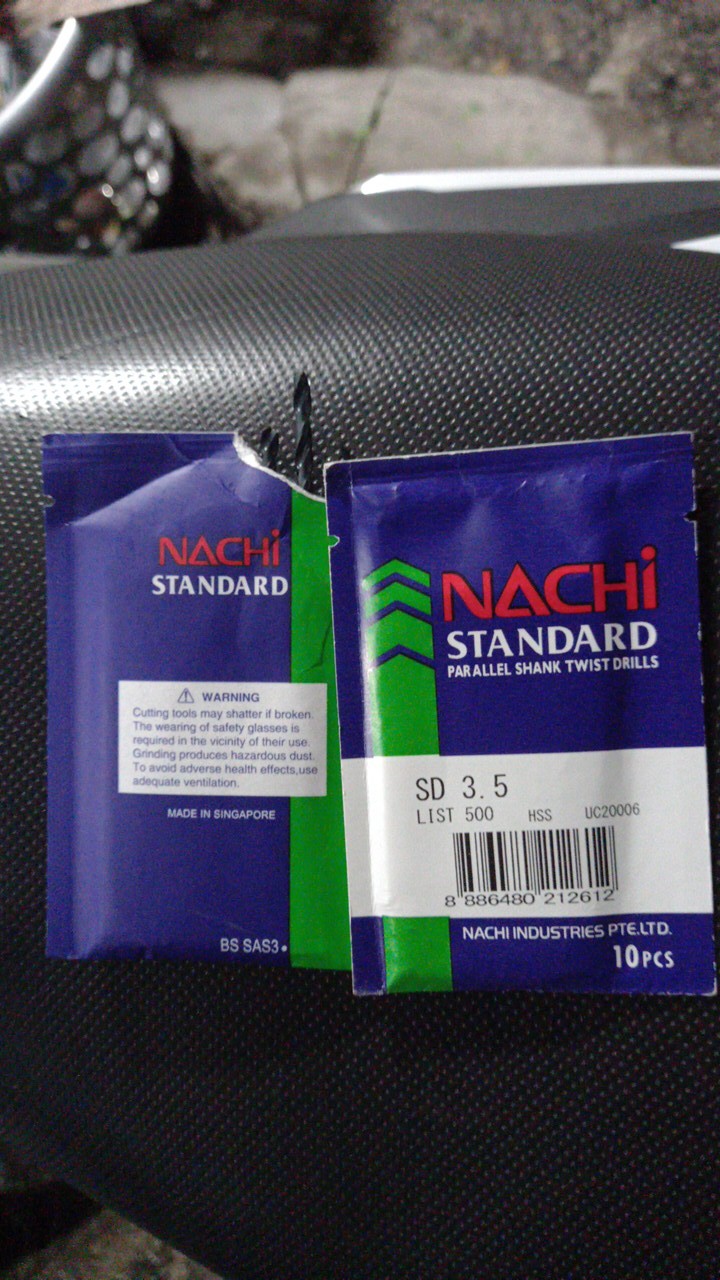 NACHi
STANDARD
⚠ WARNING
Cutting tools may shatter if broken.
The wearing of safety glasses is
required in the vicinity of their use.
Grinding produces hazardous dust.
To avoid adverse health effects,use
adequate ventilation.
MADE IN SINGAPORE
BS SAS3
NACHi
STANDARD
PARALLEL SHANK TWIST DRILLS
SD 3.5
LIST 500 HSS UC20006
8 886480 212612
NACHI INDUSTRIES PTE.LTD.
10PCS